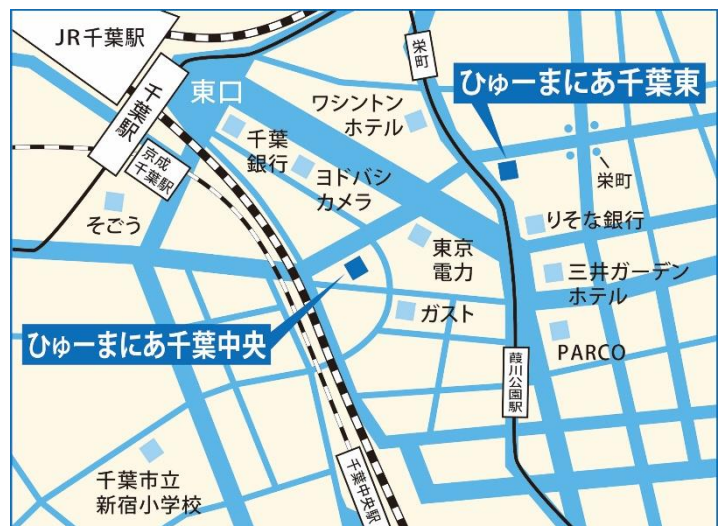 JR千葉駅
千葉駅
東口
京成
千葉駅
そごう
千葉
銀行
ヨドバシ
カメラ
ワシントン
ホテル
栄町
ひゅーまにあ千葉東
栄町
りそな銀行
東京
電力
三井ガーデン
ホテル
ガスト
PARCO
ひゅーまにあ千葉中央
葭川公園駅
千葉市立
新宿小学校
千葉中央駅